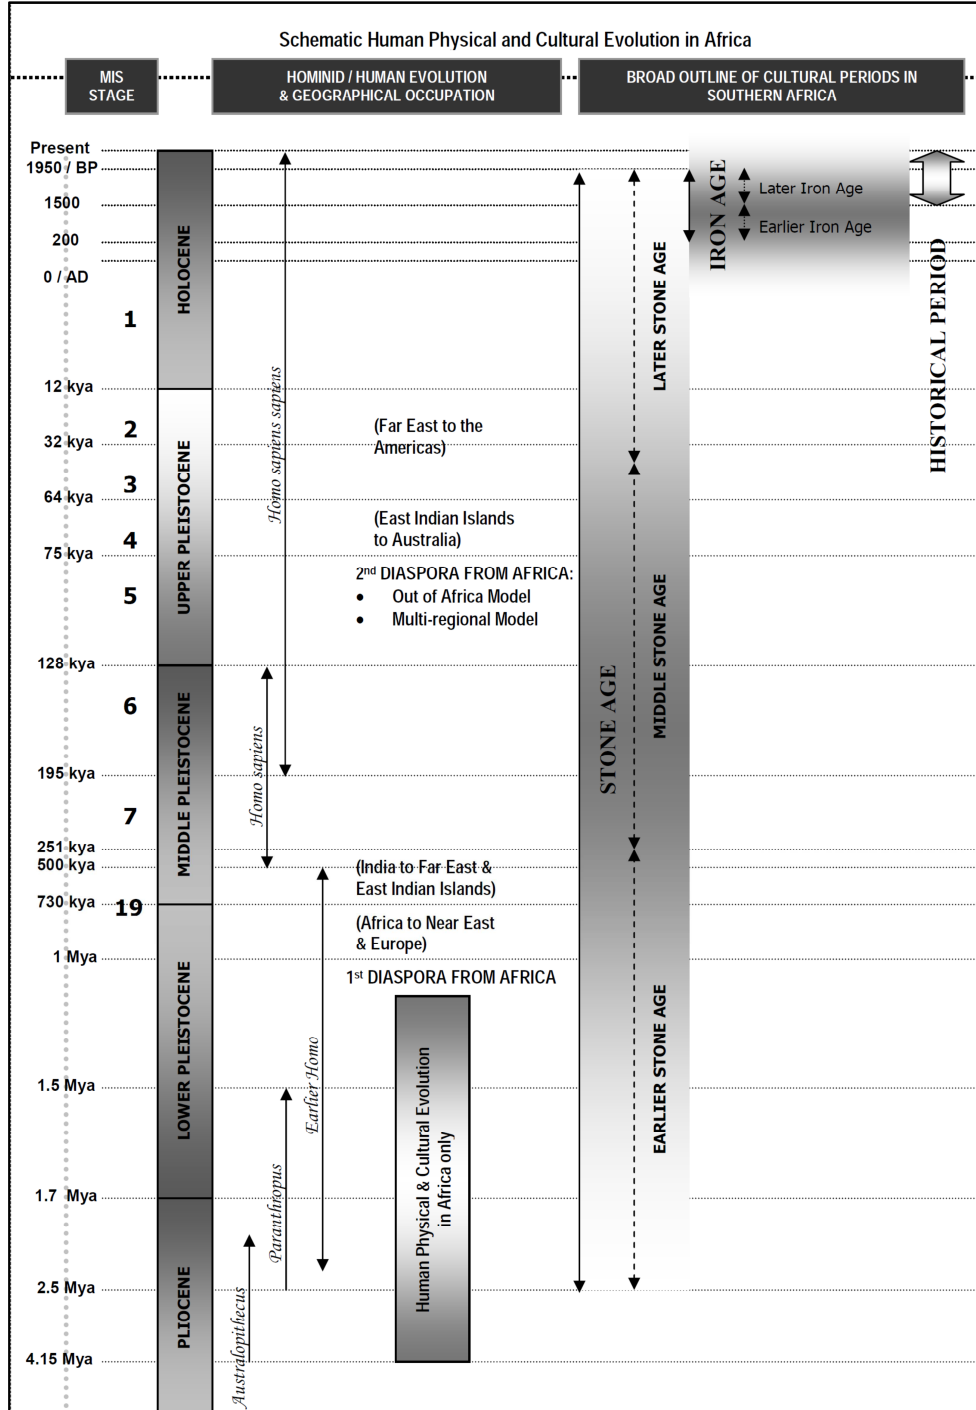 Schematic Human Physical and Cultural Evolution in Africa
MIS
STAGE
HOMINID / HUMAN EVOLUTION
& GEOGRAPHICAL OCCUPATION
BROAD OUTLINE OF CULTURAL PERIODS IN
SOUTHERN AFRICA
Present
1950 / BP
1500
200
0 / AD
12 kya
32 kya
64 kya
75 kya
128 kya
195 kya
251 kya
500 kya
730 kya
1 Mya
1.5 Mya
1.7 Mya
2.5 Mya
4.15 Mya
1
2
3
4
5
6
7
19
HOLOCENE
UPPER PLEISTOCENE
MIDDLE PLEISTOCENE
LOWER PLEISTOCENE
PLIOCENE
Homo sapiens sapiens
Homo sapiens
Earlier Homo
Paranthropus
Australopithecus
(Far East to the
Americas)
(East Indian Islands
to Australia)
2nd DIASPORA FROM AFRICA:
• Out of Africa Model
• Multi-regional Model
(India to Far East &
East Indian Islands)
(Africa to Near East
& Europe)
1st DIASPORA FROM AFRICA
Human Physical & Cultural Evolution
in Africa only
STONE AGE
LATER STONE AGE
MIDDLE STONE AGE
EARLIER STONE AGE
IRON AGE
Later Iron Age
Earlier Iron Age
HISTORICAL PERIOD